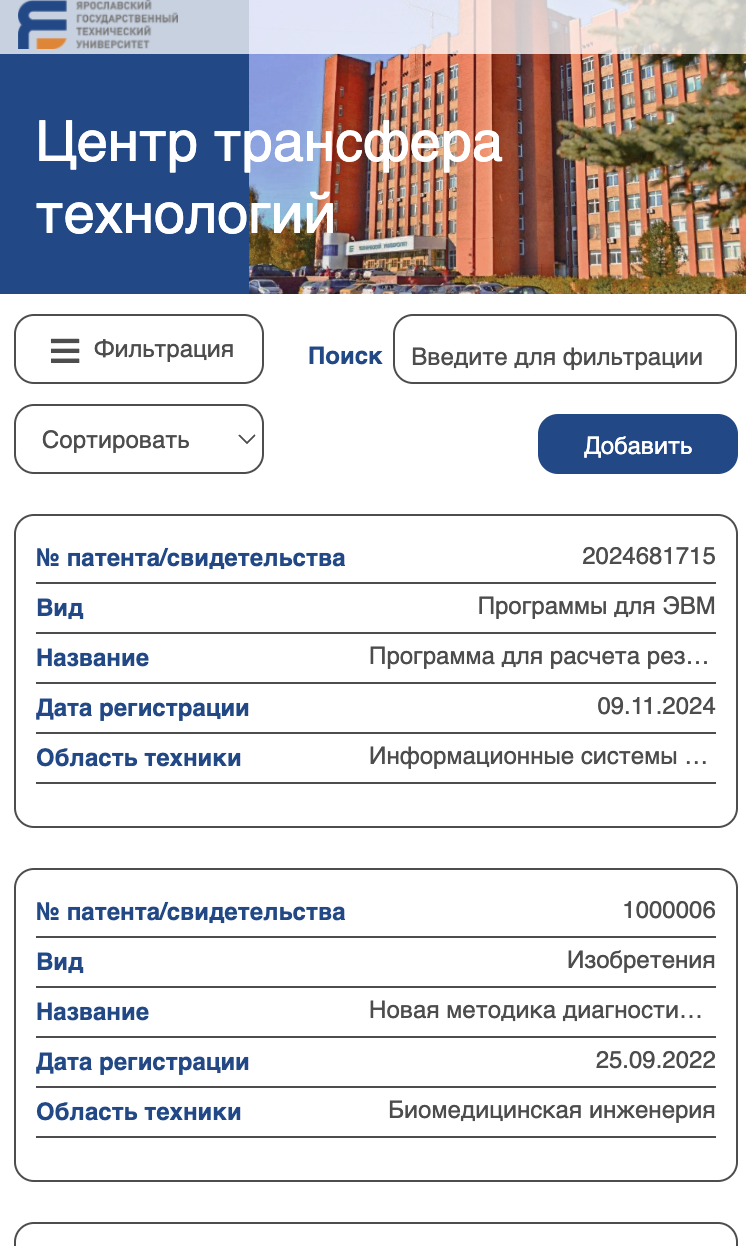 ЯРОСЛАВСКИЙ
ГОСУДАРСТВЕННЫЙ
ТЕХНИЧЕСКИЙ
УНИВЕРСИТЕТ
Центр трансфера
технологий
ТЕХНИЧЕСКИЙ УНИВЕРСИТЕТ
Фильтрация
Поиск
Введите для фильтрации
Сортировать
Добавить
№ патента/свидетельства 2024681715
Вид Программы для ЭВМ
Название Программа для расчета рез...
Дата регистрации 09.11.2024
Область техники Информационные системы ...
№ патента/свидетельства 1000006
Вид Изобретения
Название Новая методика диагности...
Дата регистрации 25.09.2022
Область техники Биомедицинская инженерия